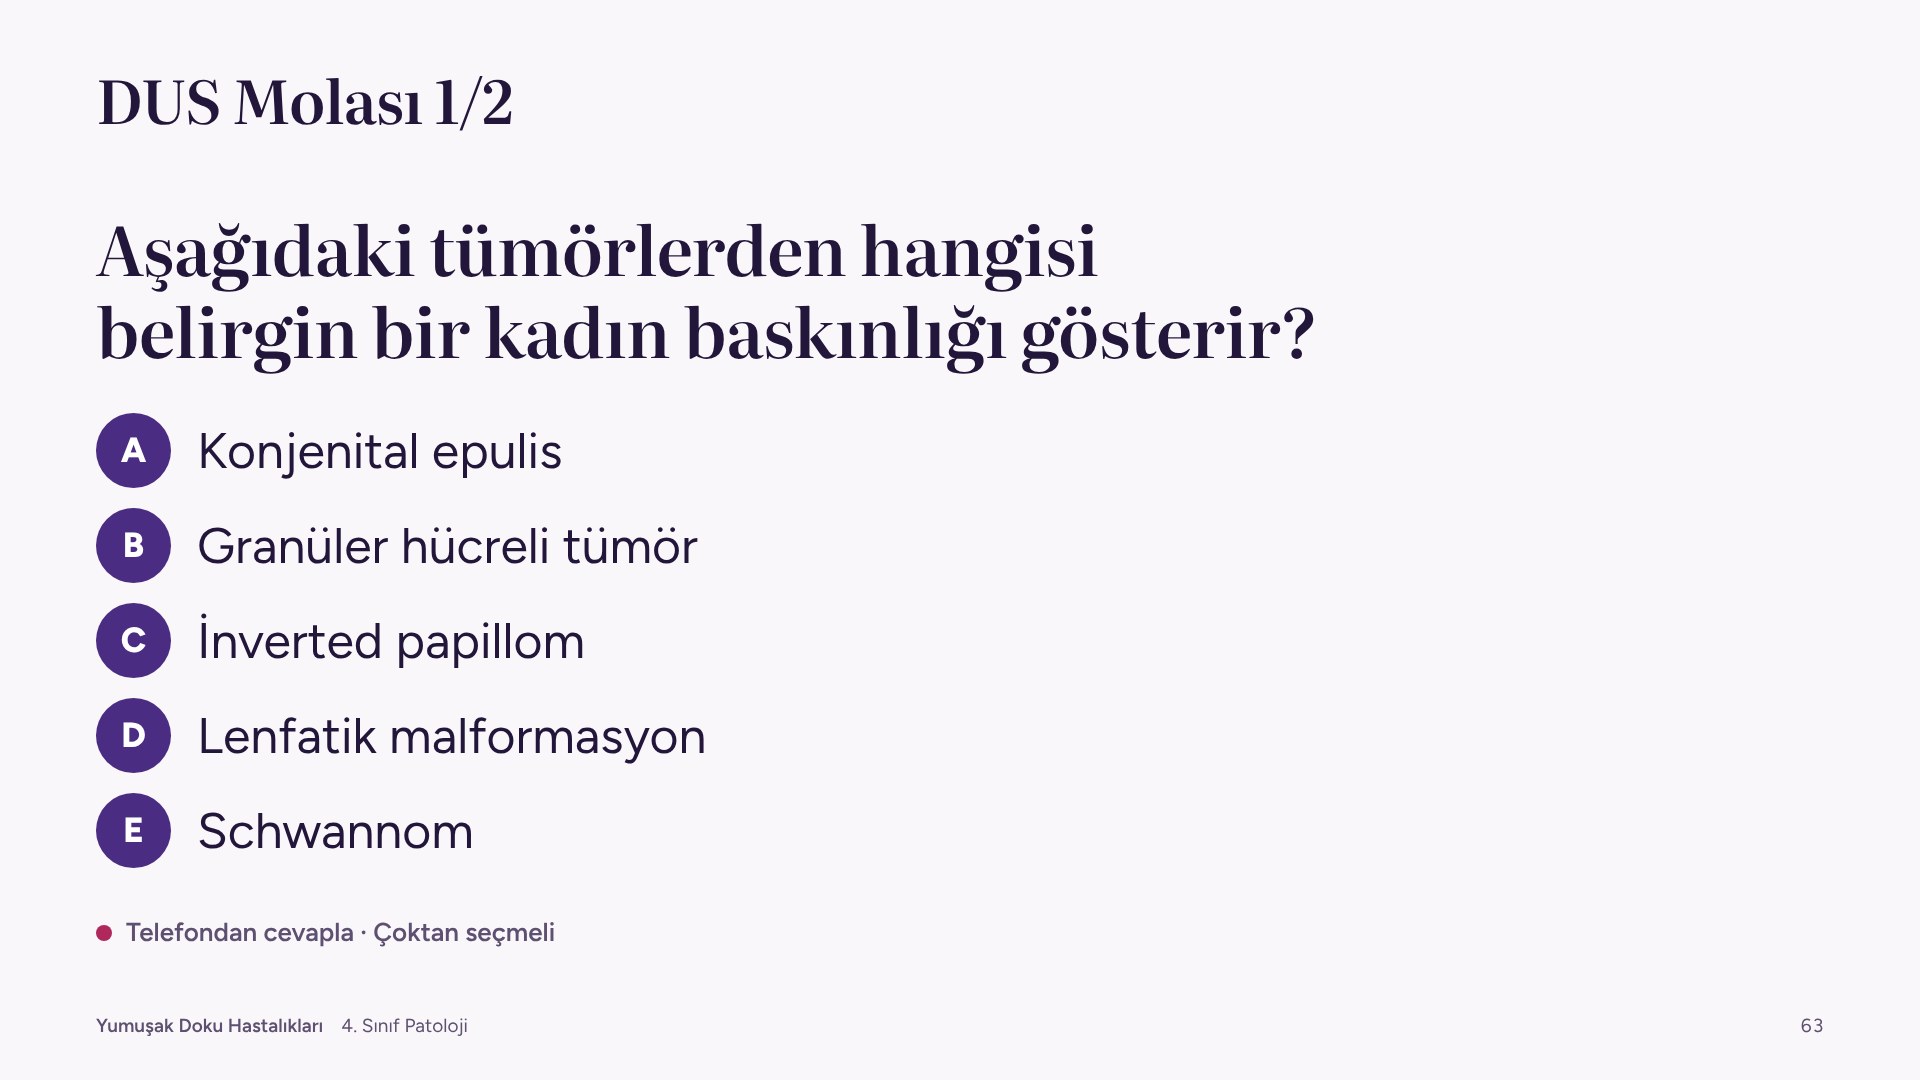 DUS Molası 1/2
Aşağıdaki tümörlerden hangisi
belirgin bir kadın baskınlığı gösterir?
A Konjenital epulis
B Granüler hücreli tümör
C İnverted papillom
D Lenfatik malformasyon
E Schwannom
Telefondan cevapla · Çoktan seçmeli
Yumuşak Doku Hastalıkları 4. Sınıf Patoloji 63